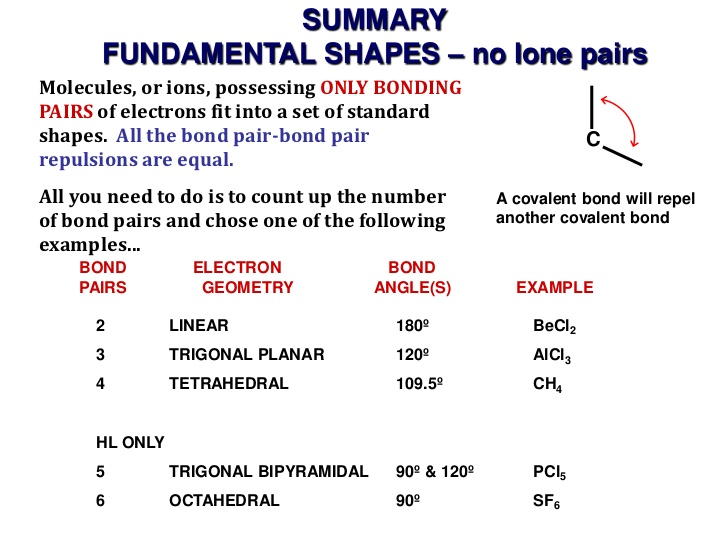 SUMMARY
FUNDAMENTAL SHAPES – no lone pairs
Molecules, or ions, possessing ONLY BONDING
PAIRS of electrons fit into a set of standard
shapes. All the bond pair-bond pair
repulsions are equal.
All you need to do is to count up the number
of bond pairs and chose one of the following
examples...
C
A covalent bond will repel
another covalent bond
BOND ELECTRON BOND
PAIRS GEOMETRY ANGLE(S) EXAMPLE
2 LINEAR 180º BeCl₂
3 TRIGONAL PLANAR 120º AlCl₃
4 TETRAHEDRAL 109.5º CH₄
HL ONLY
5 TRIGONAL BIPYRAMIDAL 90º & 120º PCl₅
6 OCTAHEDRAL 90º SF₆